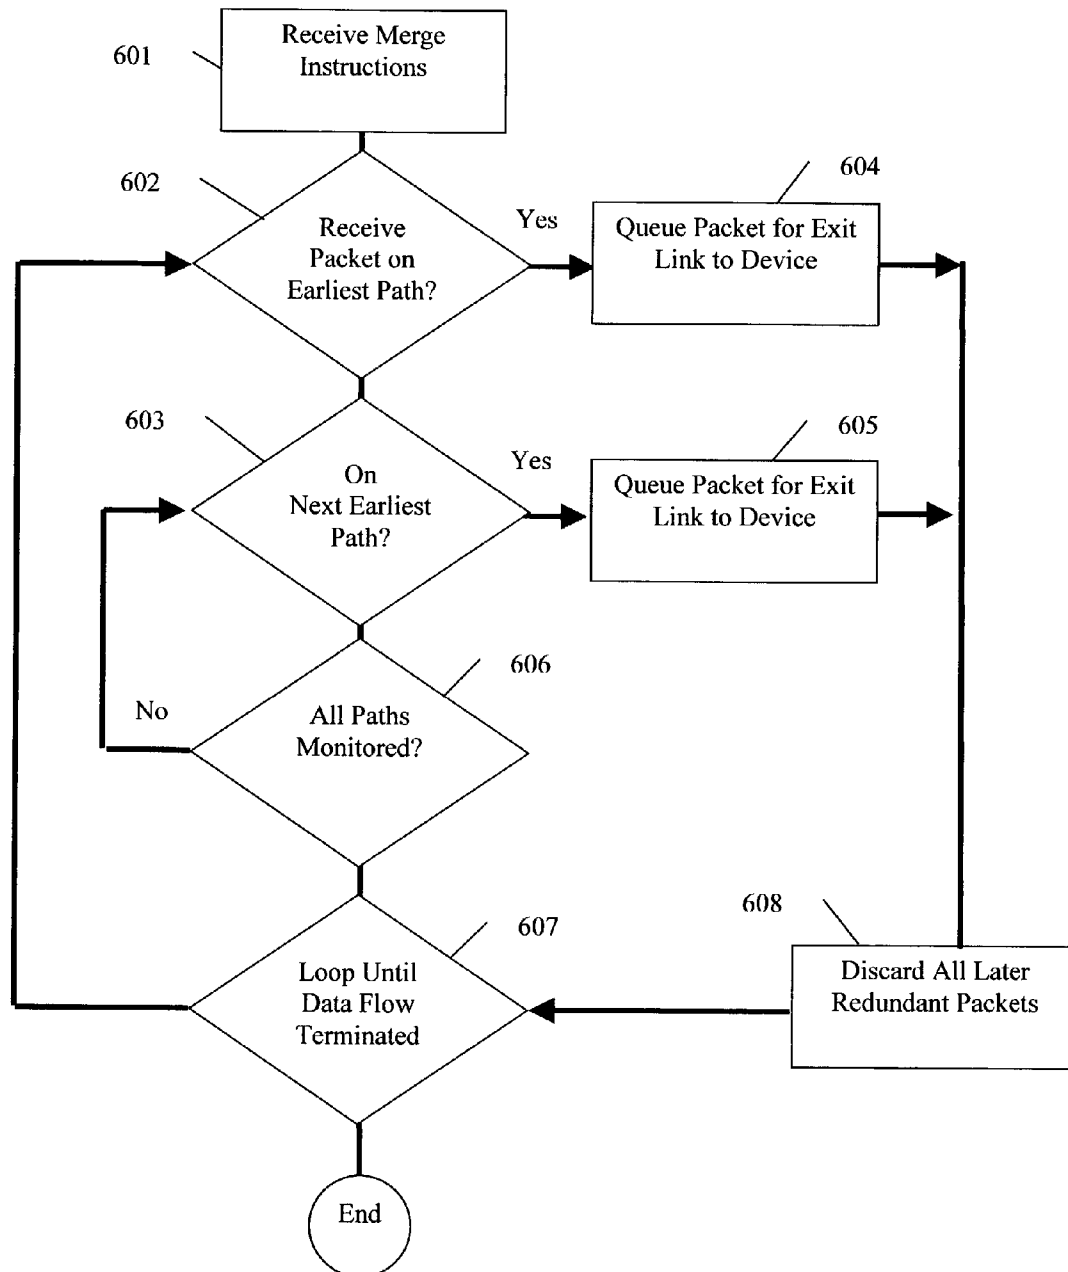 Receive Merge
Instructions
601
602
Receive
Packet on
Earliest Path?
Yes
604
Queue Packet for Exit
Link to Device
603
On
Next Earliest
Path?
Yes
605
Queue Packet for Exit
Link to Device
606
No
All Paths
Monitored?
607
Loop Until
Data Flow
Terminated
608
Discard All Later
Redundant Packets
End